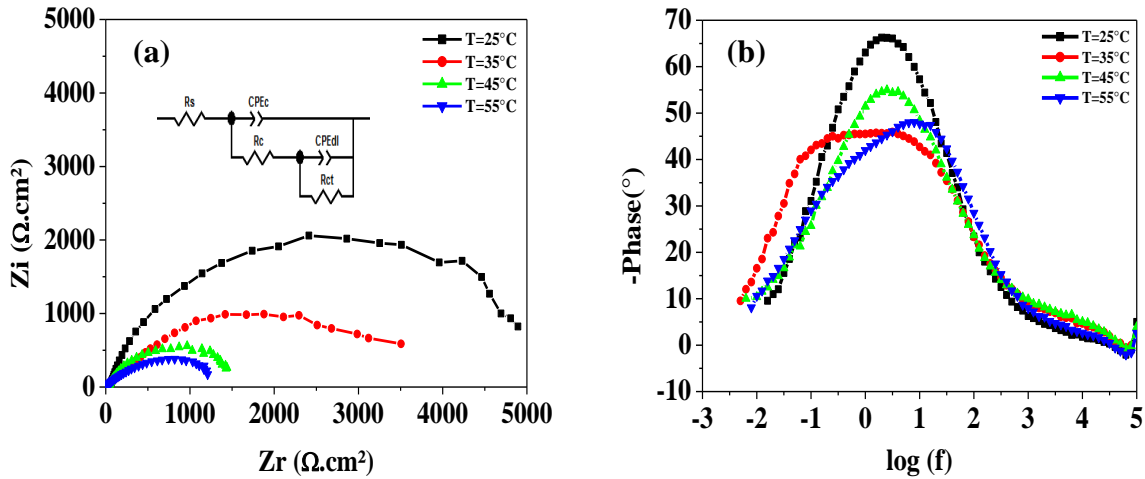 (a)
T=25°C
T=35°C
T=45°C
T=55°C
Rs
CPEc
Rc
CPEdl
Rct
5000
4000
3000
2000
1000
0
0 1000 2000 3000 4000 5000
Zi (Ω.cm²)
Zr (Ω.cm²)
(b)
T=25°C
T=35°C
T=45°C
T=55°C
70
60
50
40
30
20
10
0
-10
-3 -2 -1 0 1 2 3 4 5
-Phase(°)
log (f)